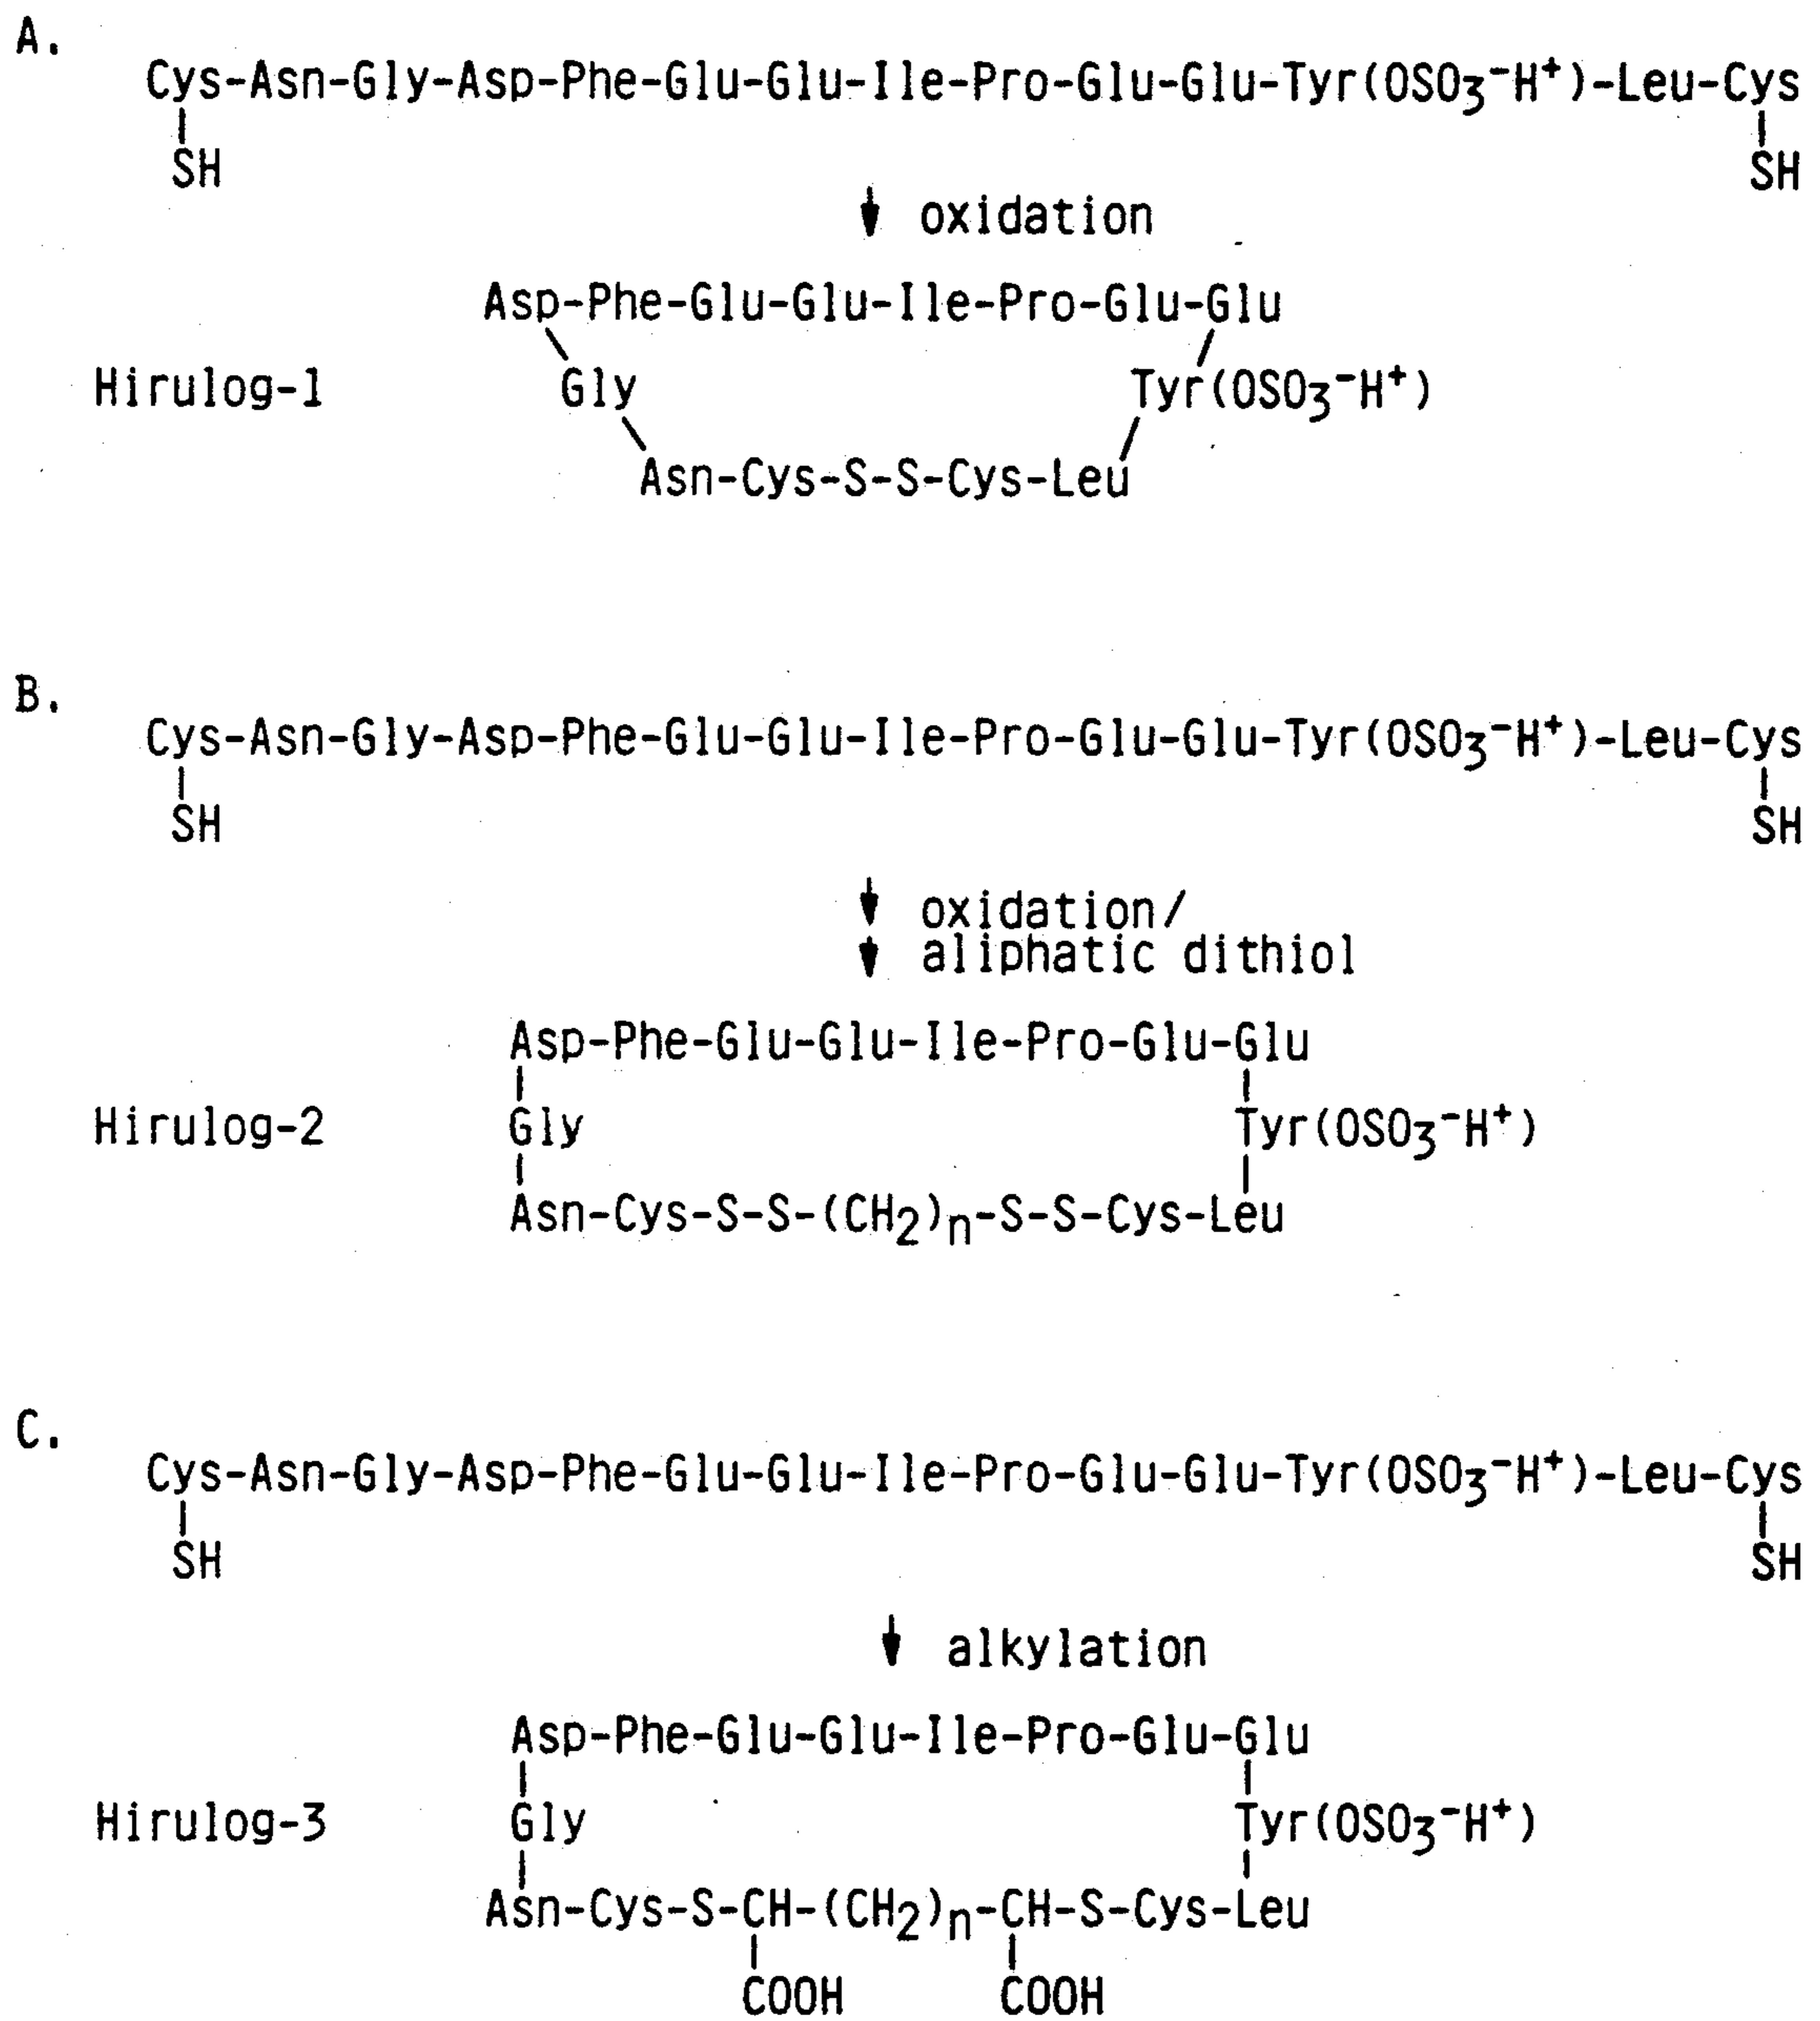 A.
Cys-Asn-Gly-Asp-Phe-Glu-Glu-Ile-Pro-Glu-Glu-Tyr(OSO₃⁻H⁺)-Leu-Cys
SH SH
oxidation
Asp-Phe-Glu-Glu-Ile-Pro-Glu-Glu
Hirulog-1 Gly Tyr(OSO₃⁻H⁺)
Asn-Cys-S-S-Cys-Leu
B.
Cys-Asn-Gly-Asp-Phe-Glu-Glu-Ile-Pro-Glu-Glu-Tyr(OSO₃⁻H⁺)-Leu-Cys
SH SH
oxidation/
aliphatic dithiol
Asp-Phe-Glu-Glu-Ile-Pro-Glu-Glu
Hirulog-2 Gly Tyr(OSO₃⁻H⁺)
Asn-Cys-S-S-(CH₂)n-S-S-Cys-Leu
C.
Cys-Asn-Gly-Asp-Phe-Glu-Glu-Ile-Pro-Glu-Glu-Tyr(OSO₃⁻H⁺)-Leu-Cys
SH SH
alkylation
Asp-Phe-Glu-Glu-Ile-Pro-Glu-Glu
Hirulog-3 Gly Tyr(OSO₃⁻H⁺)
Asn-Cys-S-CH-(CH₂)n-CH-S-Cys-Leu
COOH COOH